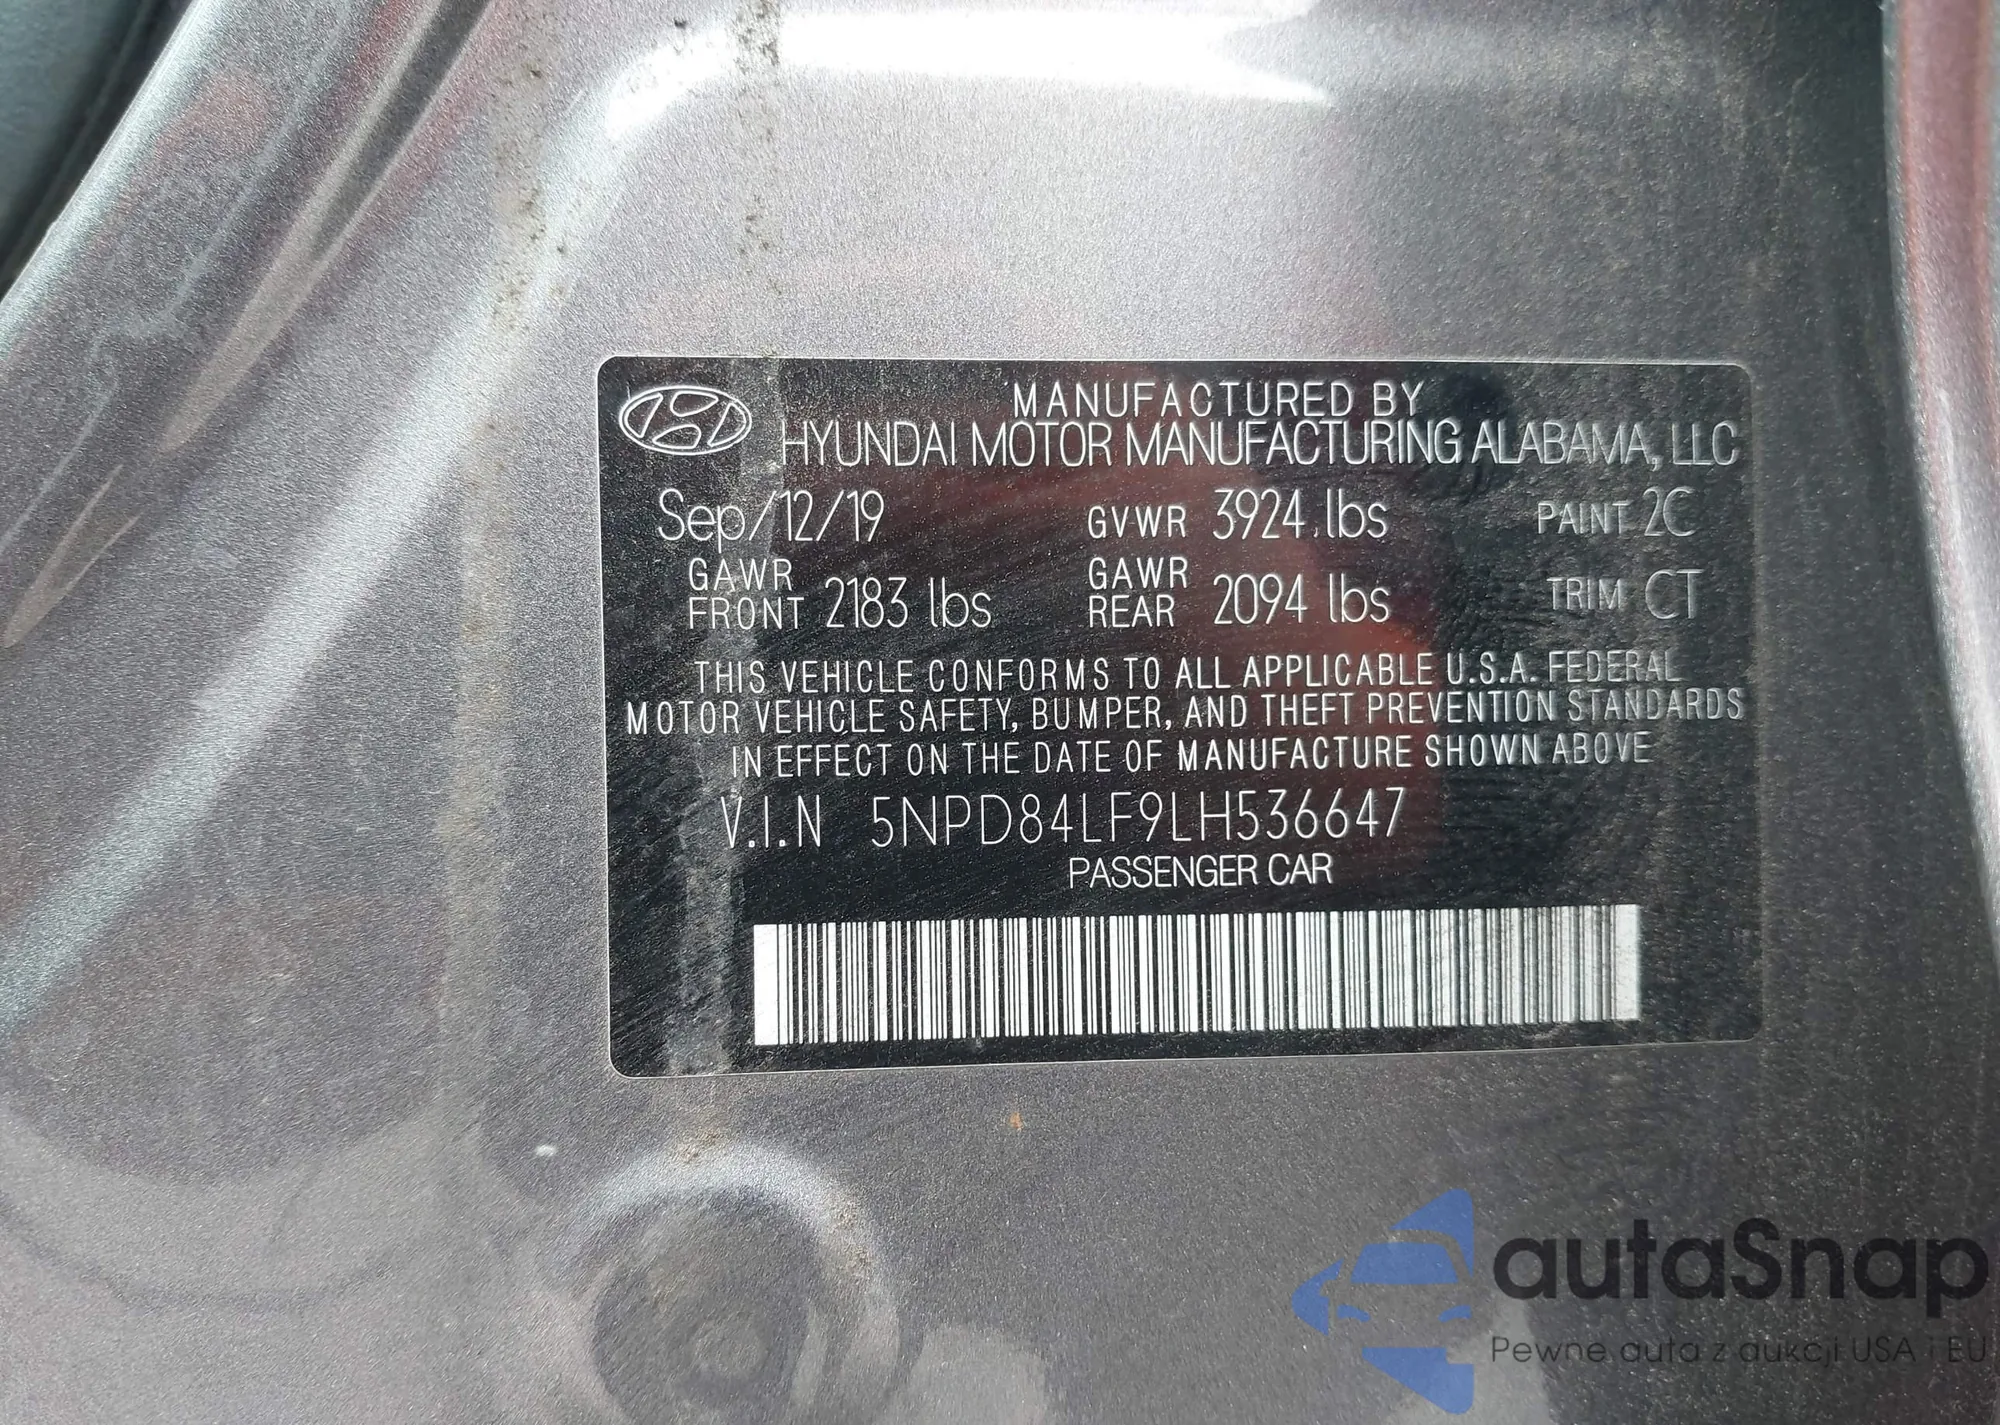 MANUFACTURED BY
HYUNDAI MOTOR MANUFACTURING ALABAMA, LLC
Sep/12/19 GVWR 3924 lbs PAINT 2C
GAWR FRONT 2183 lbs GAWR REAR 2094 lbs TRIM CT
THIS VEHICLE CONFORMS TO ALL APPLICABLE U.S.A. FEDERAL
MOTOR VEHICLE SAFETY, BUMPER, AND THEFT PREVENTION STANDARDS
IN EFFECT ON THE DATE OF MANUFACTURE SHOWN ABOVE
V.I.N 5NPD84LF9LH536647
PASSENGER CAR
autaSnap
Pewne auta z aukcji USA i EU